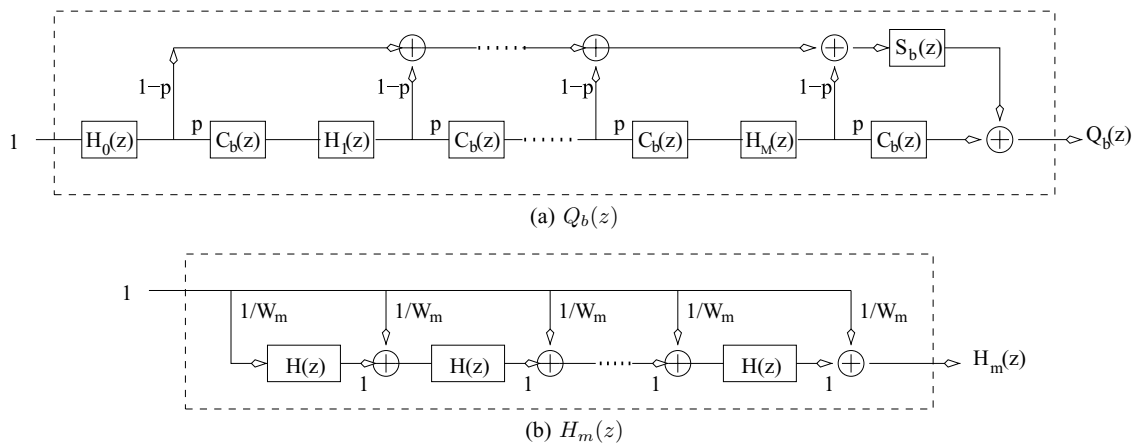 S_b(z)
1−p 1−p 1−p 1−p
1 H_0(z) p C_b(z) H_1(z) p C_b(z) p C_b(z) H_M(z) p C_b(z) Q_b(z)
(a) Q_b(z)
1
1/W_m 1/W_m 1/W_m 1/W_m 1/W_m
H(z) 1 H(z) 1 1 H(z) 1 H_m(z)
(b) H_m(z)